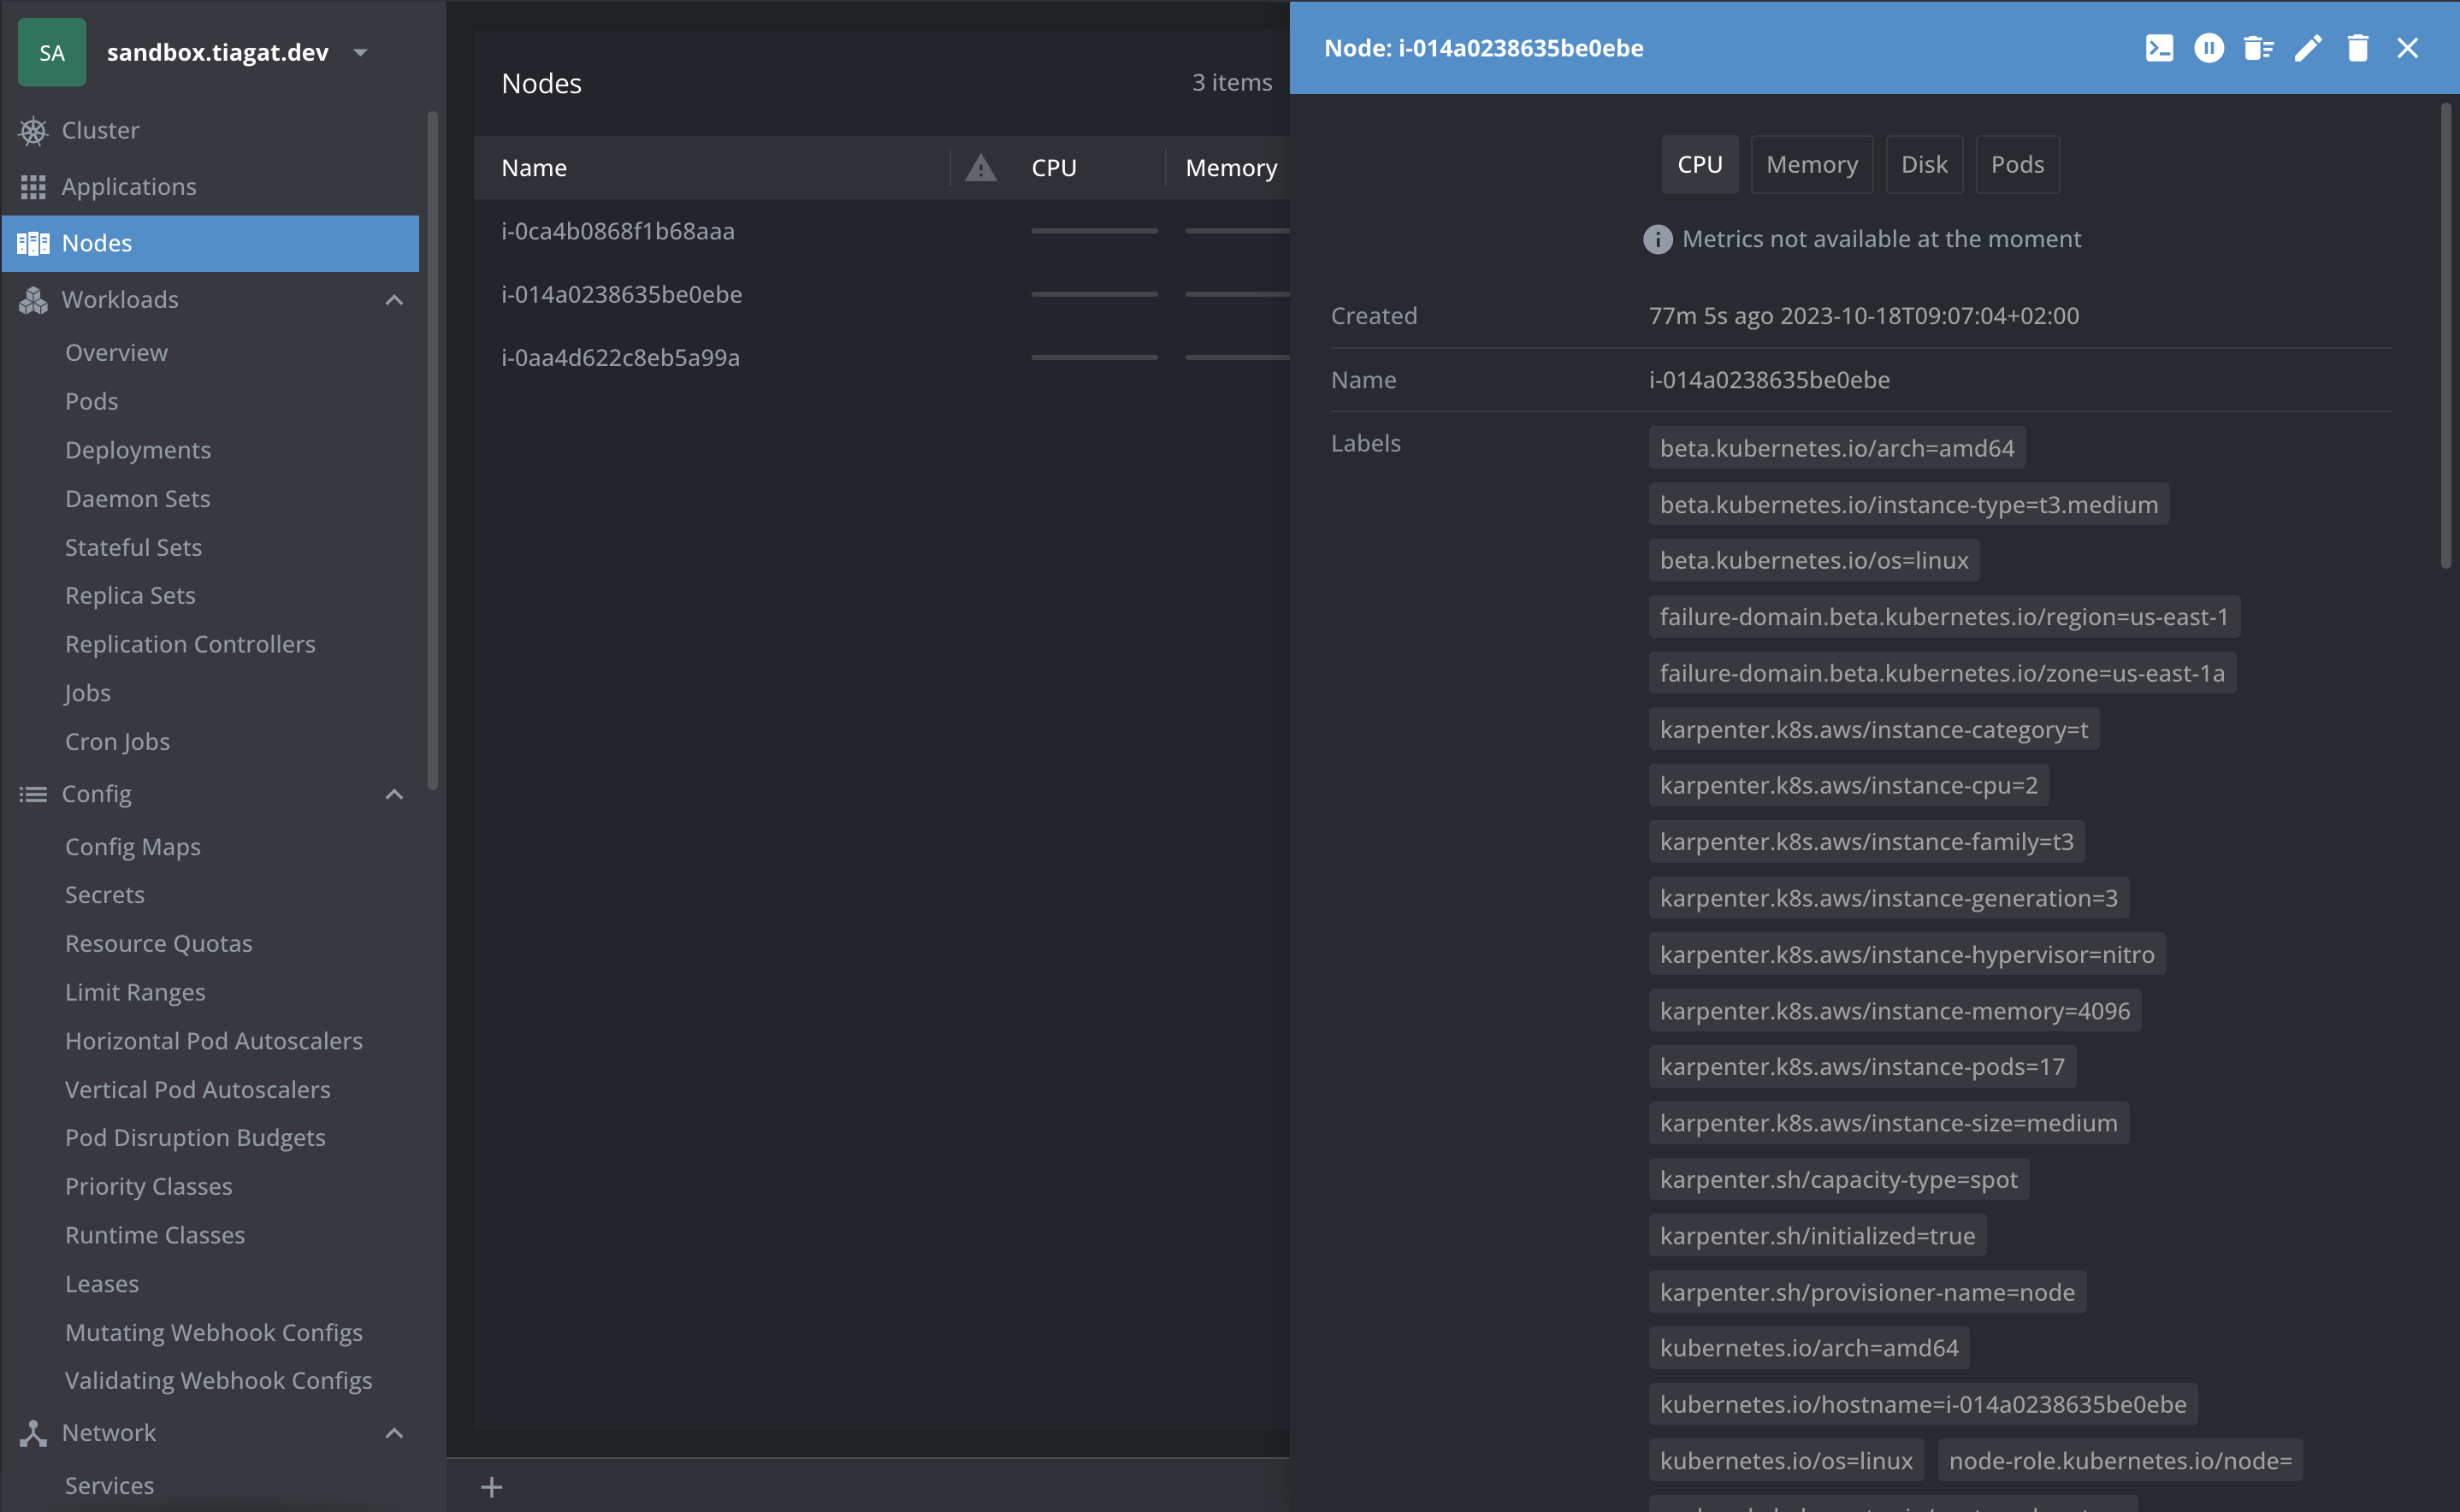 SA
sandbox.tiagat.dev
Cluster
Applications
Nodes
Workloads
Overview
Pods
Deployments
Daemon Sets
Stateful Sets
Replica Sets
Replication Controllers
Jobs
Cron Jobs
Config
Config Maps
Secrets
Resource Quotas
Limit Ranges
Horizontal Pod Autoscalers
Vertical Pod Autoscalers
Pod Disruption Budgets
Priority Classes
Runtime Classes
Leases
Mutating Webhook Configs
Validating Webhook Configs
Network
Services
Nodes
3 items
Name CPU Memory
i-0ca4b0868f1b68aaa
i-014a0238635be0ebe
i-0aa4d622c8eb5a99a
Node: i-014a0238635be0ebe
CPU Memory Disk Pods
Metrics not available at the moment
Created 77m 5s ago 2023-10-18T09:07:04+02:00
Name i-014a0238635be0ebe
Labels beta.kubernetes.io/arch=amd64
beta.kubernetes.io/instance-type=t3.medium
beta.kubernetes.io/os=linux
failure-domain.beta.kubernetes.io/region=us-east-1
failure-domain.beta.kubernetes.io/zone=us-east-1a
karpenter.k8s.aws/instance-category=t
karpenter.k8s.aws/instance-cpu=2
karpenter.k8s.aws/instance-family=t3
karpenter.k8s.aws/instance-generation=3
karpenter.k8s.aws/instance-hypervisor=nitro
karpenter.k8s.aws/instance-memory=4096
karpenter.k8s.aws/instance-pods=17
karpenter.k8s.aws/instance-size=medium
karpenter.sh/capacity-type=spot
karpenter.sh/initialized=true
karpenter.sh/provisioner-name=node
kubernetes.io/arch=amd64
kubernetes.io/hostname=i-014a0238635be0ebe
kubernetes.io/os=linux node-role.kubernetes.io/node=